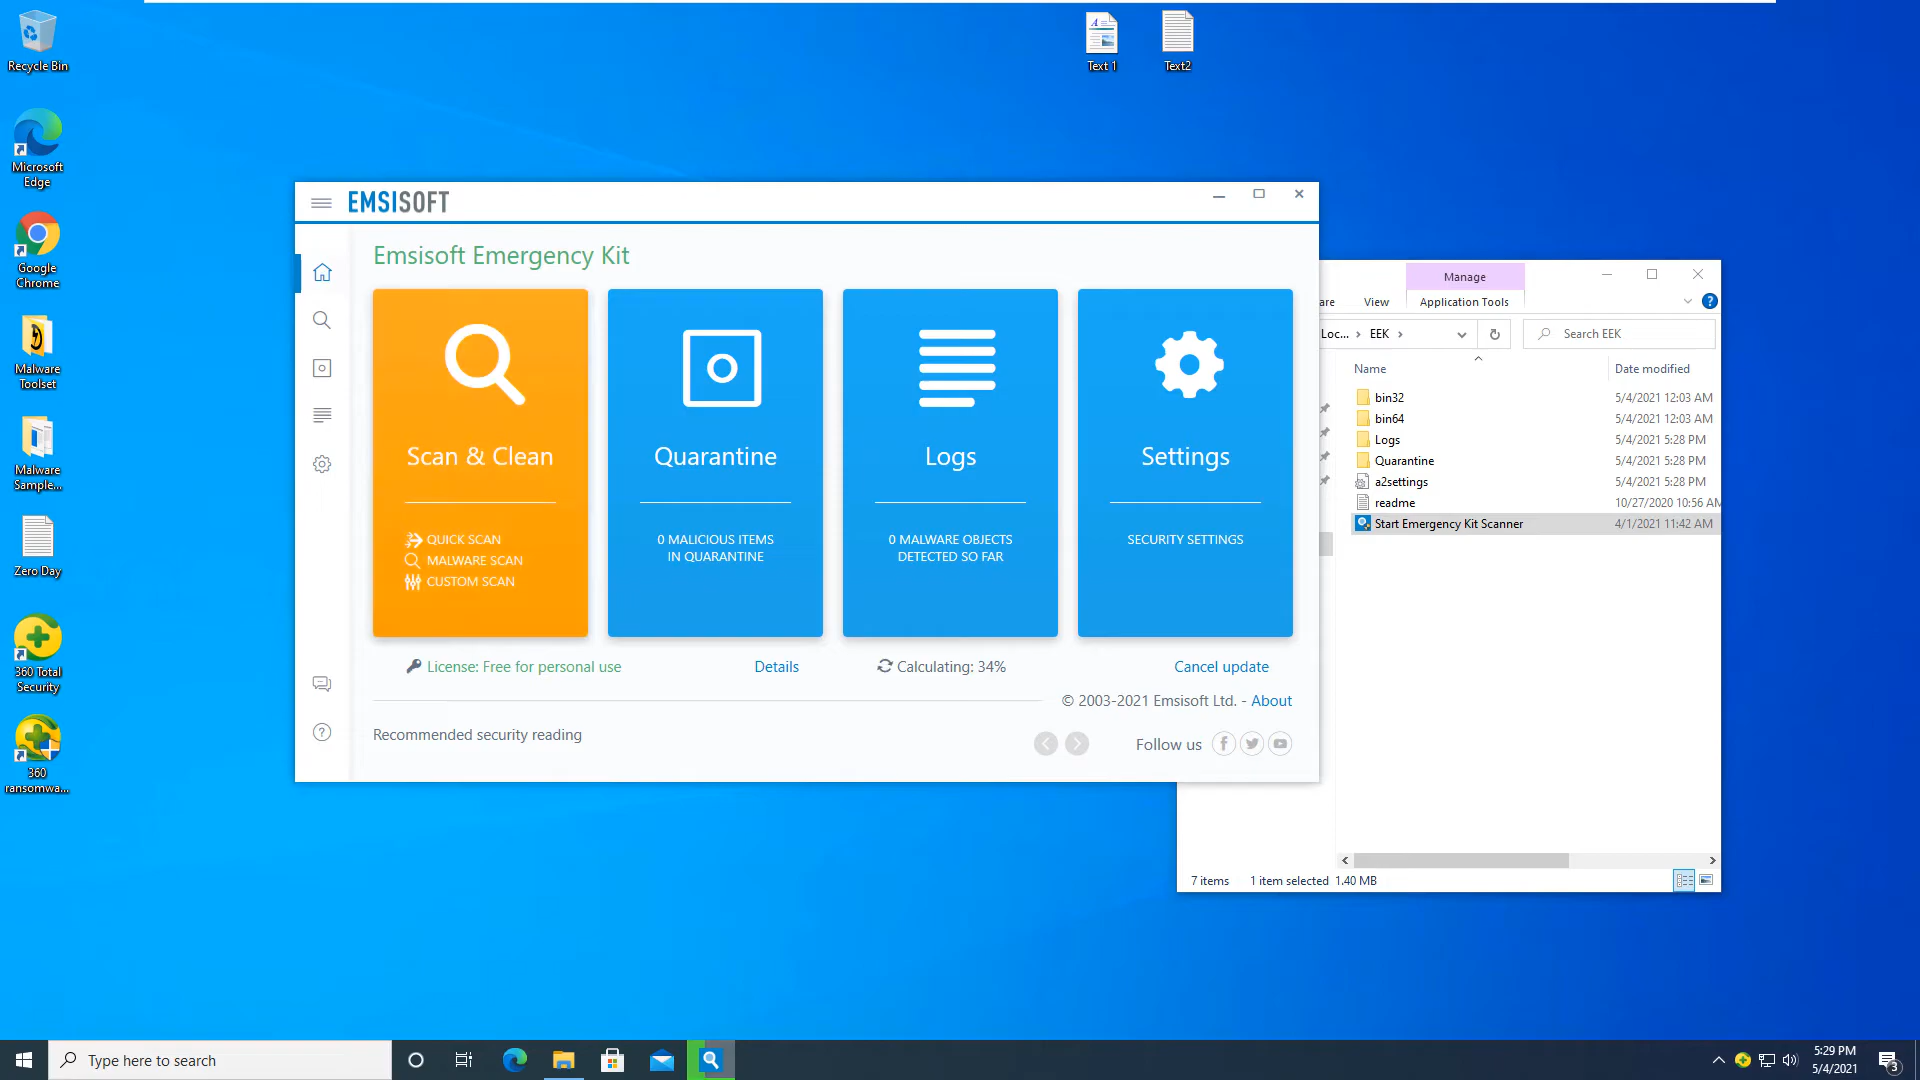 Recycle Bin
Microsoft
Edge
Google
Chrome
Malware
Toolset
Malware
Sample...
Zero Day
360 Total
Security
360
ransomwa...
Text 1
Text2
EMSISOFT
Emsisoft Emergency Kit
Scan & Clean
QUICK SCAN
MALWARE SCAN
CUSTOM SCAN
Quarantine
0 MALICIOUS ITEMS
IN QUARANTINE
Logs
0 MALWARE OBJECTS
DETECTED SO FAR
Settings
SECURITY SETTINGS
License: Free for personal use
Details
Calculating: 34%
Cancel update
© 2003-2021 Emsisoft Ltd. - About
Recommended security reading
Follow us
Manage
are View Application Tools
Loc... › EEK ›
Search EEK
Name Date modified
bin32 5/4/2021 12:03 AM
bin64 5/4/2021 12:03 AM
Logs 5/4/2021 5:28 PM
Quarantine 5/4/2021 5:28 PM
a2settings 5/4/2021 5:28 PM
readme 10/27/2020 10:56 AM
Start Emergency Kit Scanner 4/1/2021 11:42 AM
7 items 1 item selected 1.40 MB
Type here to search
5:29 PM
5/4/2021
3